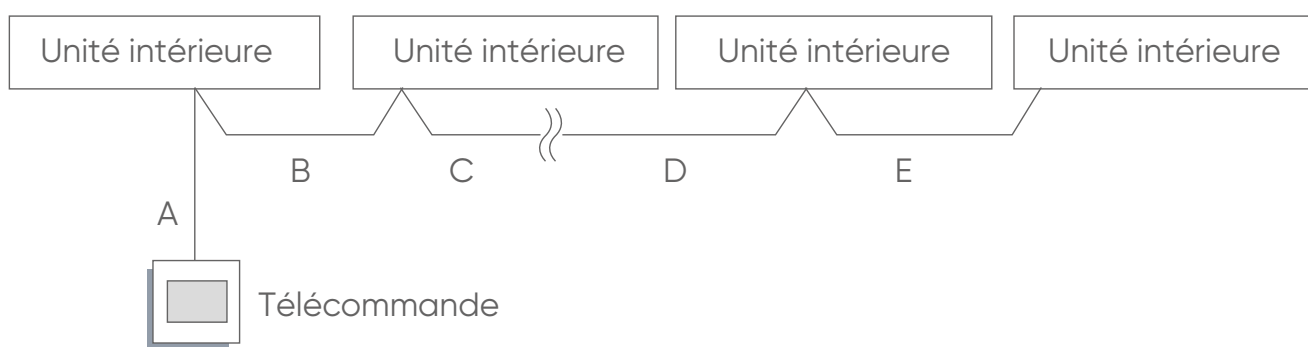 Unité intérieure Unité intérieure Unité intérieure Unité intérieure
B C D E
A
Télécommande